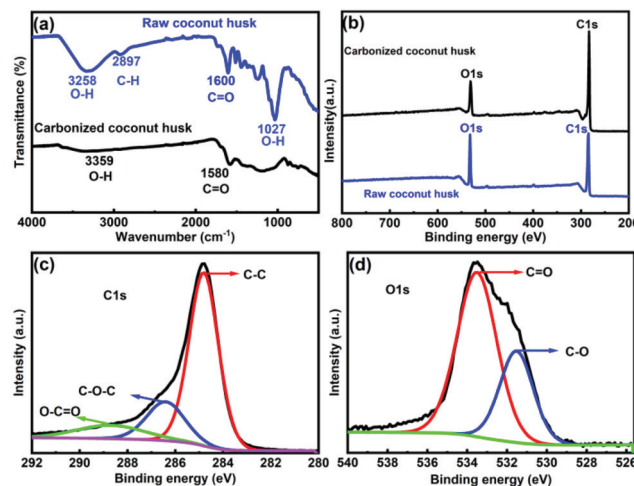 (a)
Raw coconut husk
3258
O-H
2897
C-H
1600
C=O
1027
O-H
Carbonized coconut husk
3359
O-H
1580
C=O
Transmittance (%)
4000 3000 2000 1000
Wavenumber (cm⁻¹)
(b)
C1s
Carbonized coconut husk
O1s
O1s
C1s
Raw coconut husk
Intensity(a.u.)
800 700 600 500 400 300 200
Binding energy (eV)
(c)
C1s
C-C
C-O-C
O-C=O
Intensity (a.u.)
292 290 288 286 284 282 280
Binding energy (eV)
(d)
O1s
C=O
C-O
Intensity (a.u.)
540 538 536 534 532 530 528 526
Binding energy (eV)